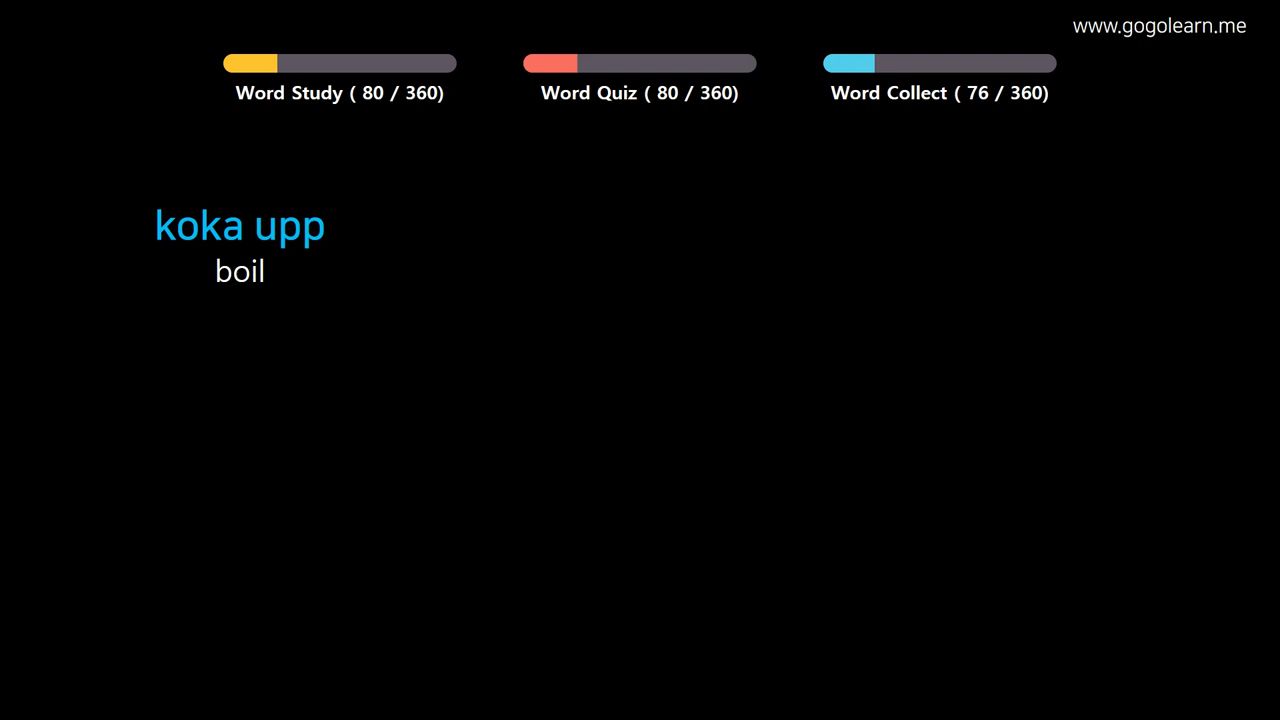 www.gogolearn.me
Word Study ( 80 / 360)
Word Quiz ( 80 / 360)
Word Collect ( 76 / 360)
koka upp
boil